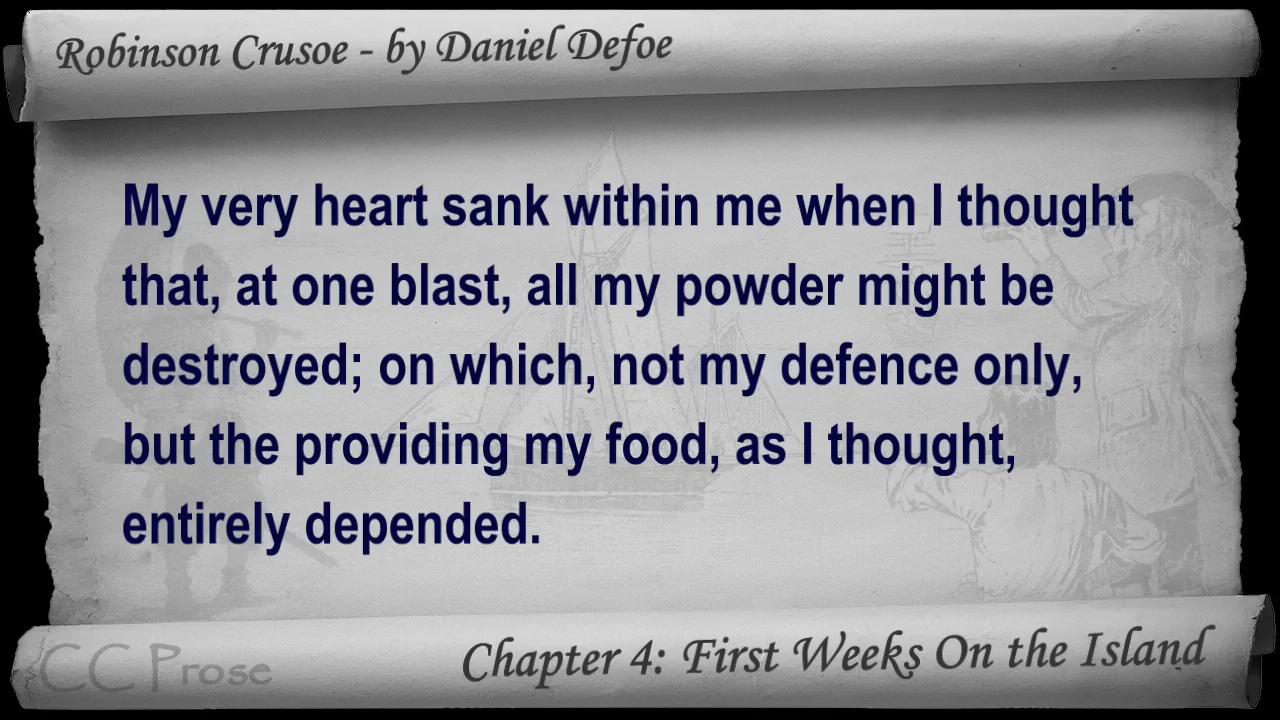 Robinson Crusoe - by Daniel Defoe
My very heart sank within me when I thought
that, at one blast, all my powder might be
destroyed; on which, not my defence only,
but the providing my food, as I thought,
entirely depended.
CC Prose
Chapter 4: First Weeks On the Island